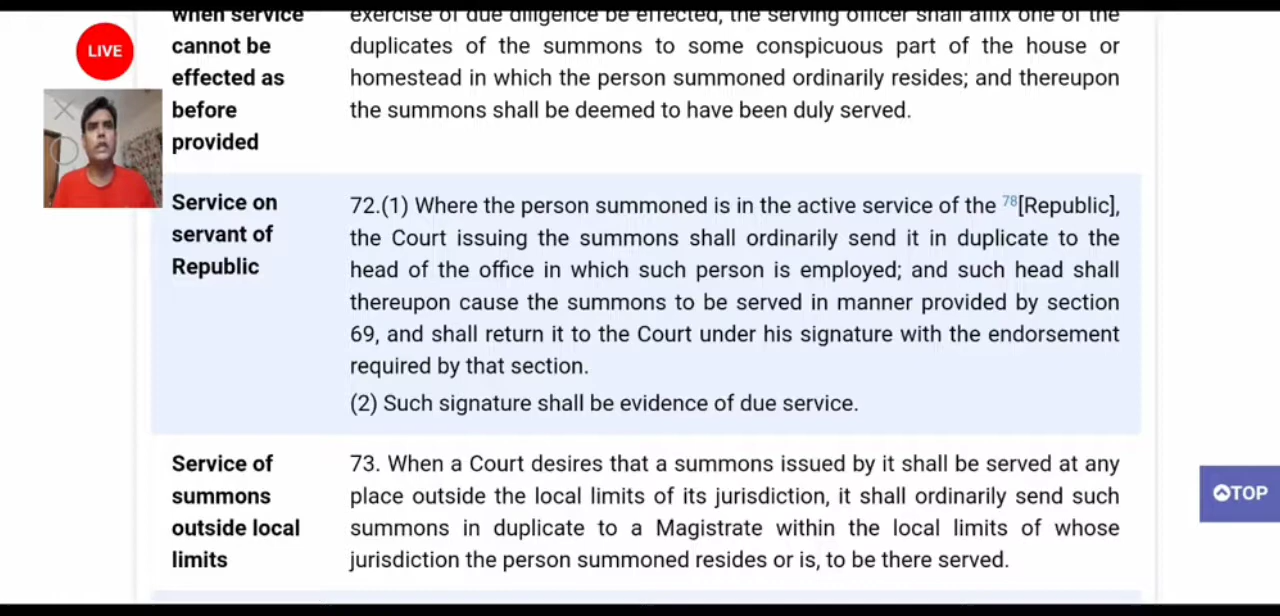 LIVE
when service
cannot be
effected as
before
provided
exercise of due diligence be effected, the serving officer shall affix one of the
duplicates of the summons to some conspicuous part of the house or
homestead in which the person summoned ordinarily resides; and thereupon
the summons shall be deemed to have been duly served.
Service on
servant of
Republic
72.(1) Where the person summoned is in the active service of the 78[Republic],
the Court issuing the summons shall ordinarily send it in duplicate to the
head of the office in which such person is employed; and such head shall
thereupon cause the summons to be served in manner provided by section
69, and shall return it to the Court under his signature with the endorsement
required by that section.
(2) Such signature shall be evidence of due service.
Service of
summons
outside local
limits
73. When a Court desires that a summons issued by it shall be served at any
place outside the local limits of its jurisdiction, it shall ordinarily send such
summons in duplicate to a Magistrate within the local limits of whose
jurisdiction the person summoned resides or is, to be there served.
TOP